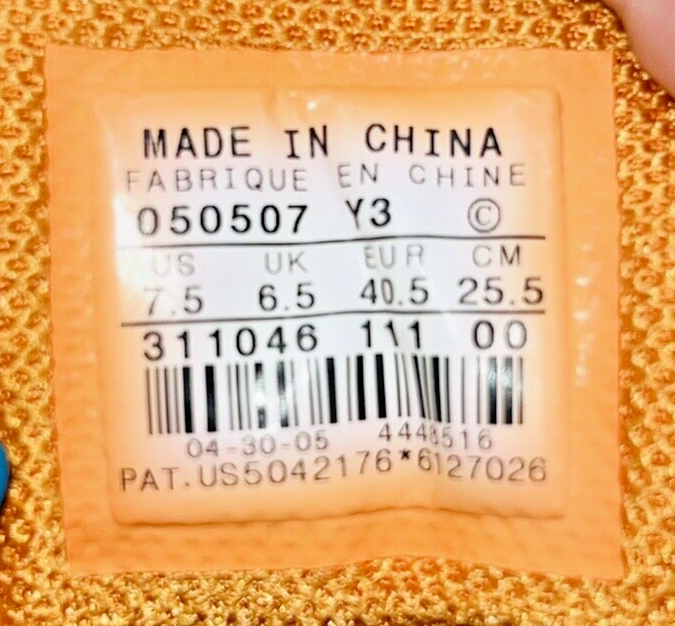 MADE IN CHINA
FABRIQUE EN CHINE
050507 Y3 ©
US UK EUR CM
7.5 6.5 40.5 25.5
311046 111 00
04-30-05 4448516
PAT.US5042176*6127026